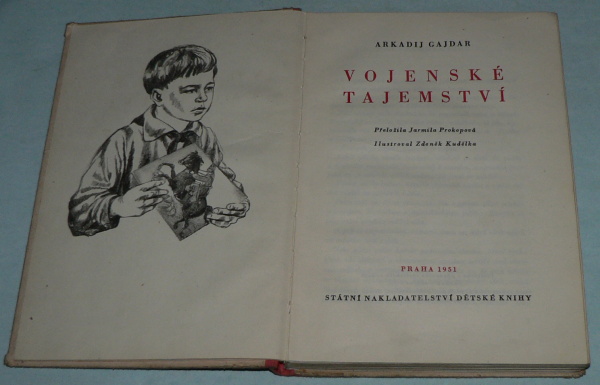 ARKADIJ GAJDAR
VOJENSKÉ
TAJEMSTVÍ
Přeložila Jarmila Prokopová
Ilustroval Zdeněk Kudělka
PRAHA 1951
STÁTNÍ NAKLADATELSTVÍ DĚTSKÉ KNIHY